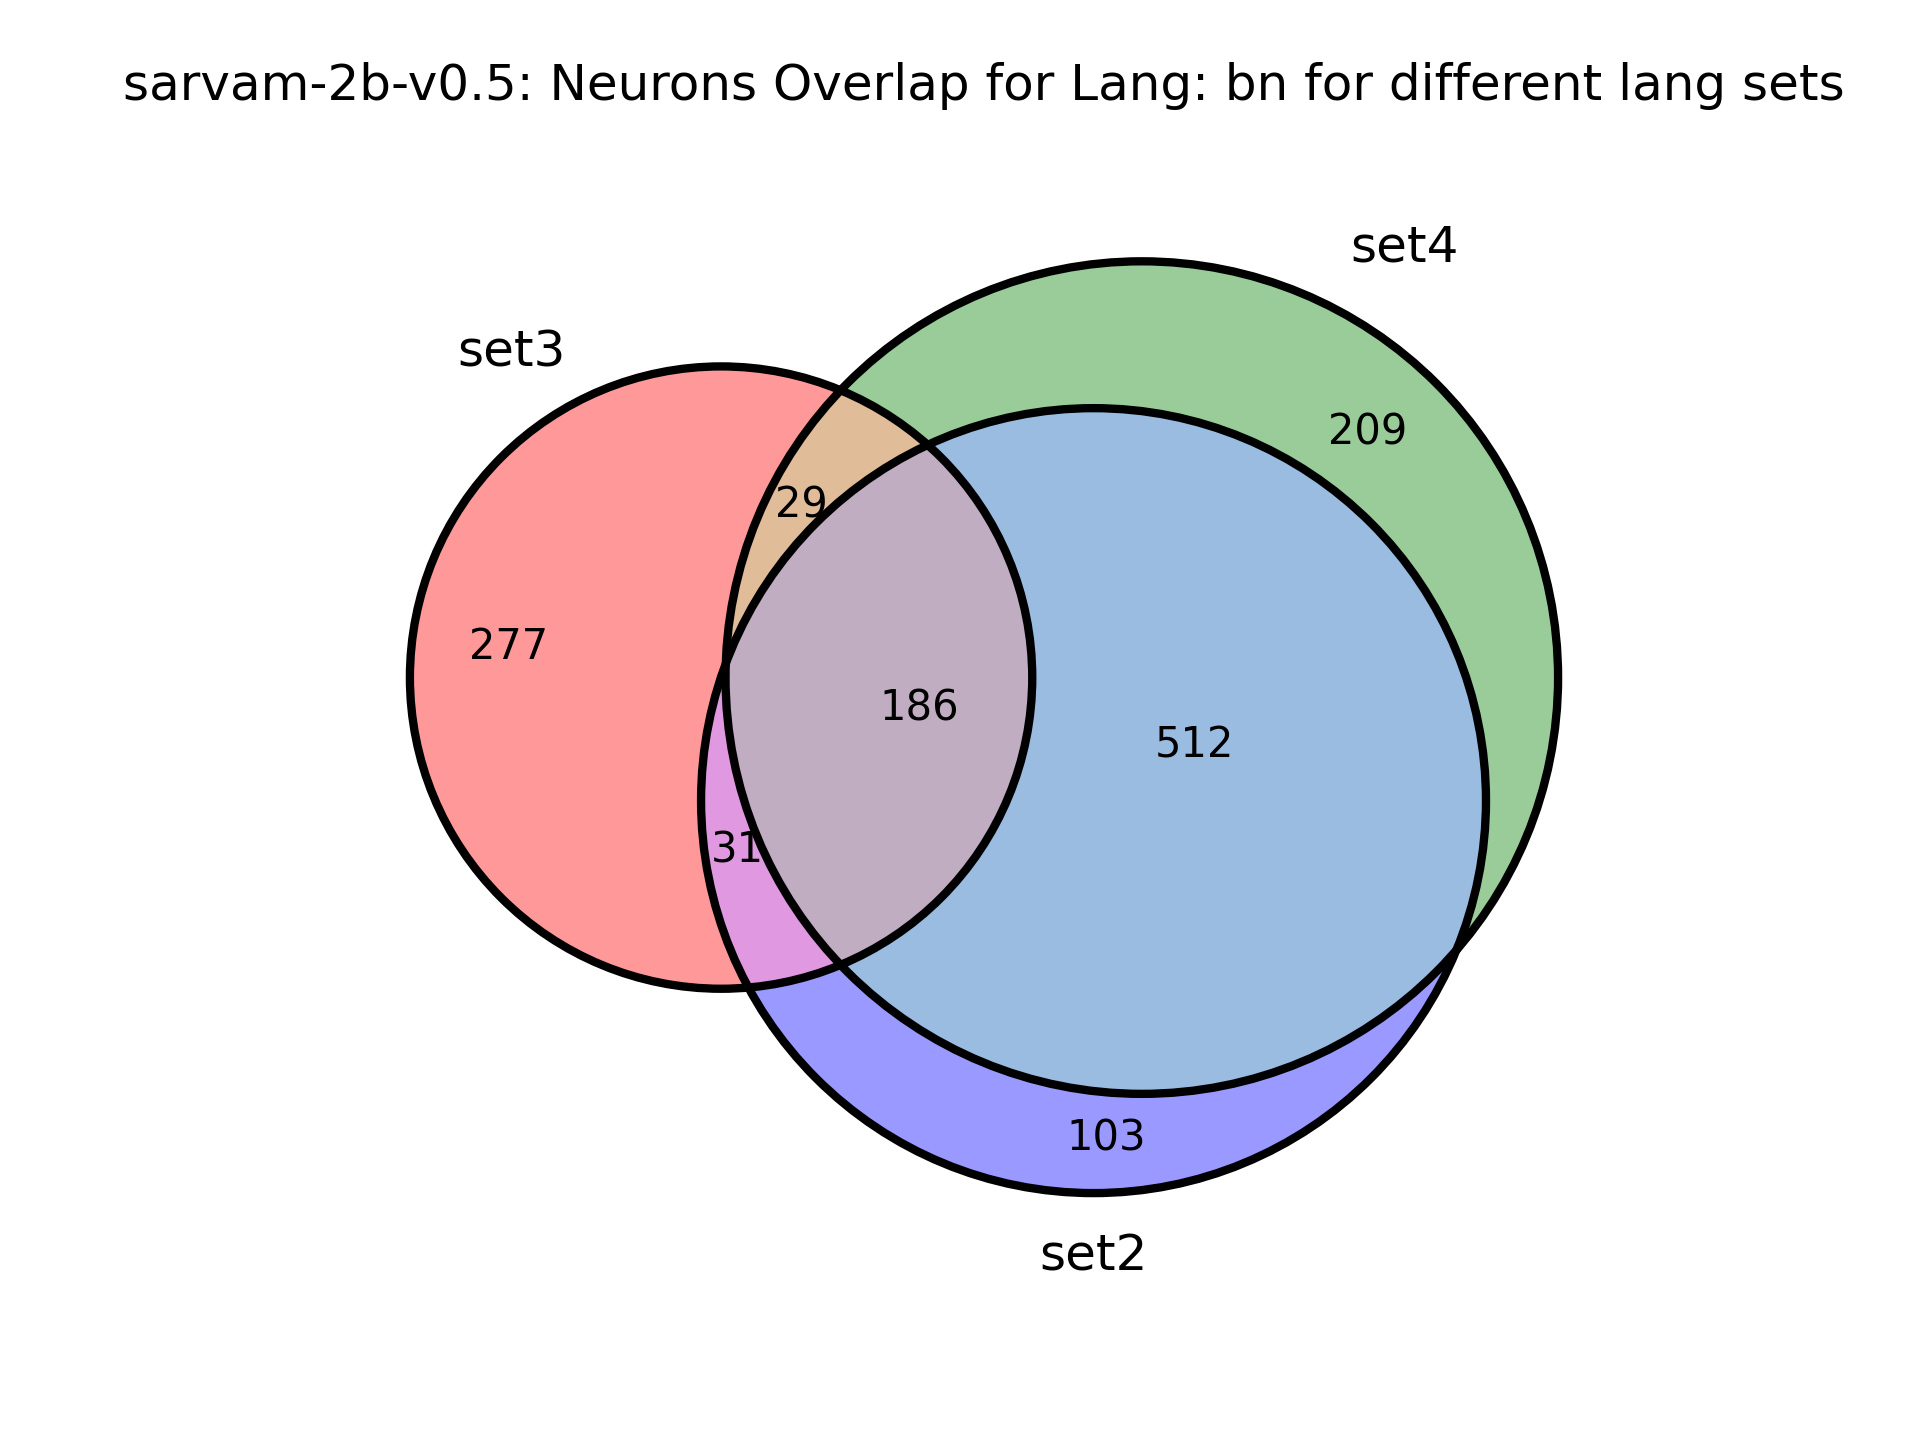 sarvam-2b-v0.5: Neurons Overlap for Lang: bn for different lang sets
set4
set3
209
29
277
186
512
31
103
set2